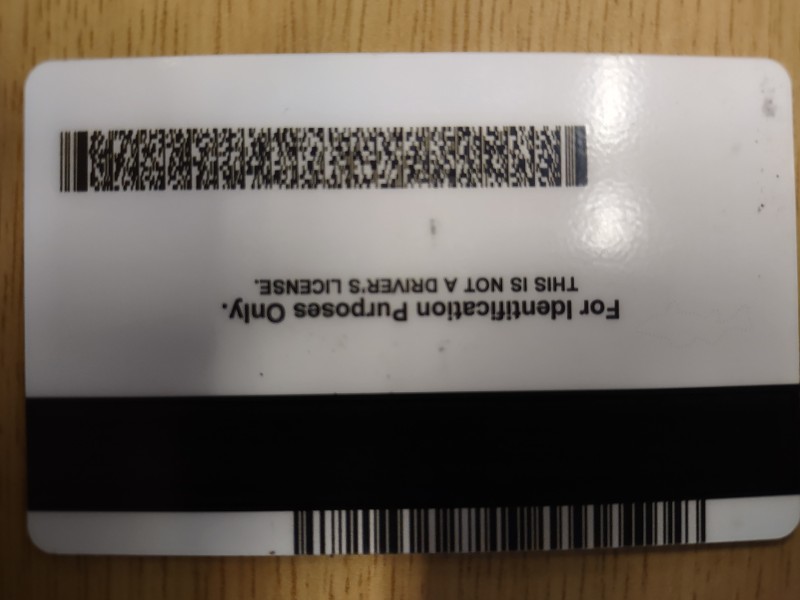 For Identification Purposes Only.
THIS IS NOT A DRIVER'S LICENSE.